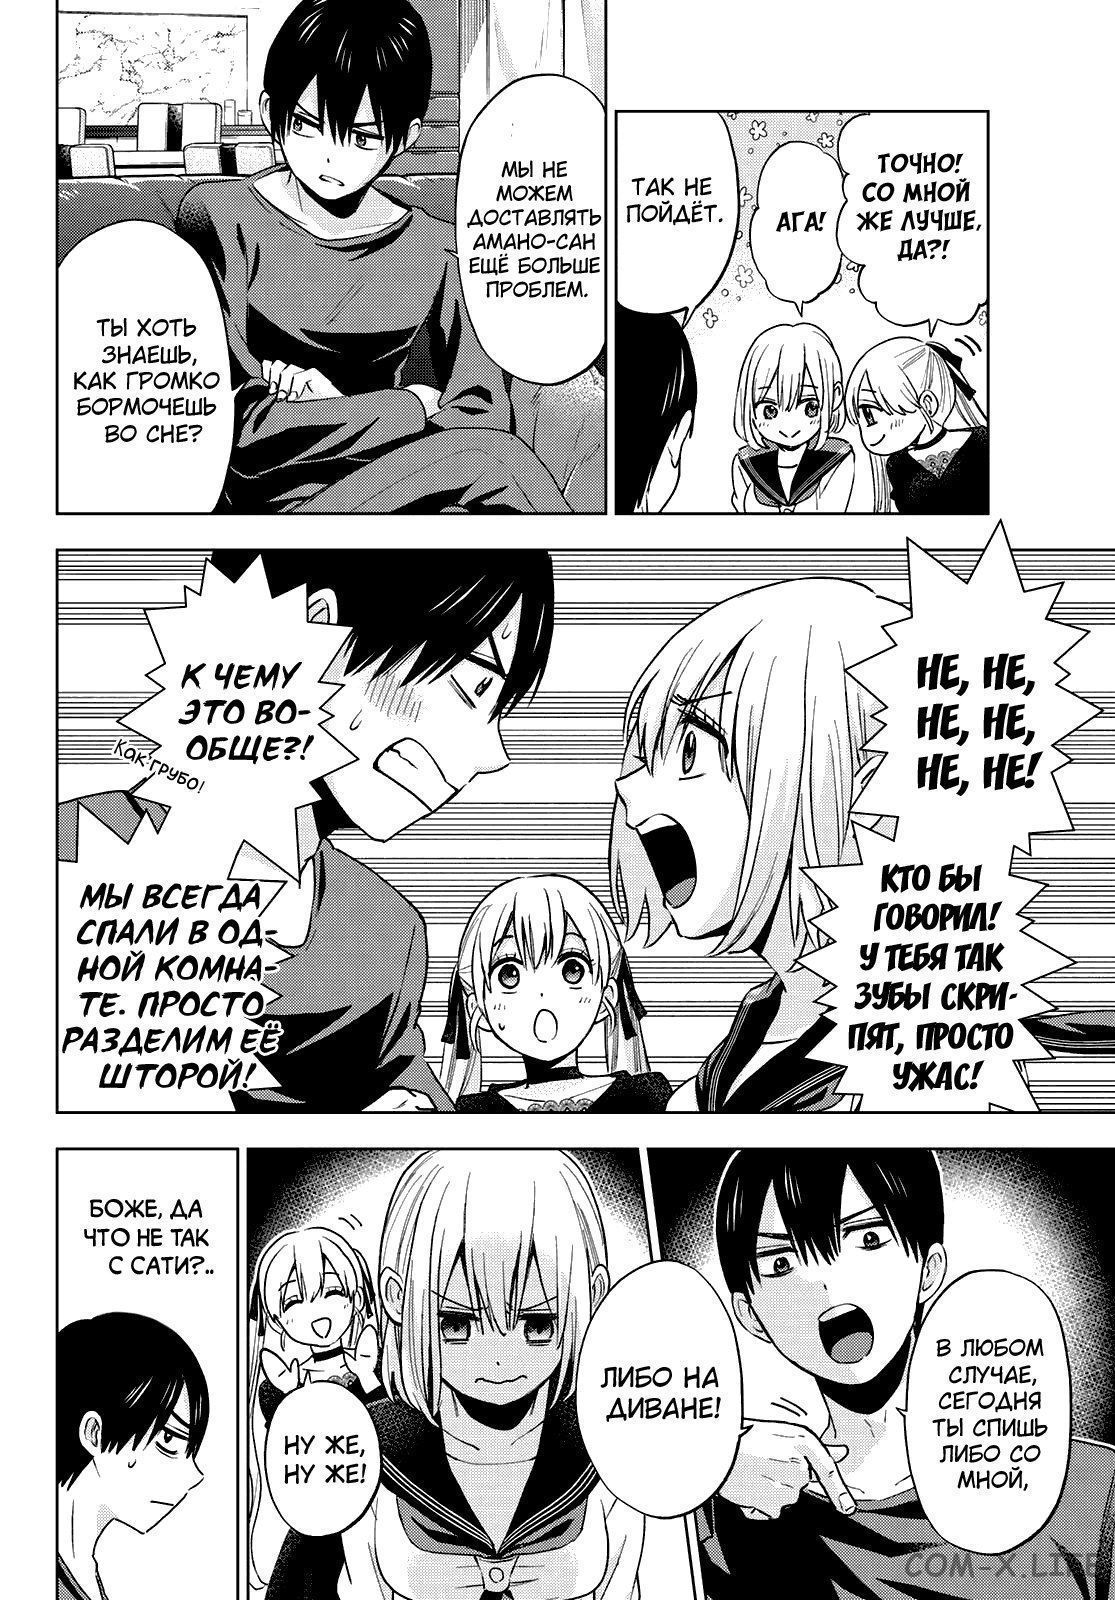 ТОЧНО!
СО МНОЙ
ЖЕ ЛУЧШЕ,
ДА?!
АГА!
ТАК НЕ
ПОЙДЁТ.
МЫ НЕ
МОЖЕМ
ДОСТАВЛЯТЬ
АМАНО-САН
ЕЩЁ БОЛЬШЕ
ПРОБЛЕМ.
ТЫ ХОТЬ
ЗНАЕШЬ,
КАК ГРОМКО
БОРМОЧЕШЬ
ВО СНЕ?
НЕ, НЕ,
НЕ, НЕ,
НЕ, НЕ!
КТО БЫ
ГОВОРИЛ!
У ТЕБЯ ТАК
ЗУБЫ СКРИ-
ПЯТ, ПРОСТО
УЖАС!
К ЧЕМУ
ЭТО ВО-
ОБЩЕ?!
КАК ГРУБО!
МЫ ВСЕГДА
СПАЛИ В ОД-
НОЙ КОМНА-
ТЕ. ПРОСТО
РАЗДЕЛИМ ЕЁ
ШТОРОЙ!
В ЛЮБОМ
СЛУЧАЕ,
СЕГОДНЯ
ТЫ СПИШЬ
ЛИБО СО
МНОЙ,
ЛИБО НА
ДИВАНЕ!
НУ ЖЕ,
НУ ЖЕ!
БОЖЕ, ДА
ЧТО НЕ ТАК
С САТИ?..
COM-X.LIFE